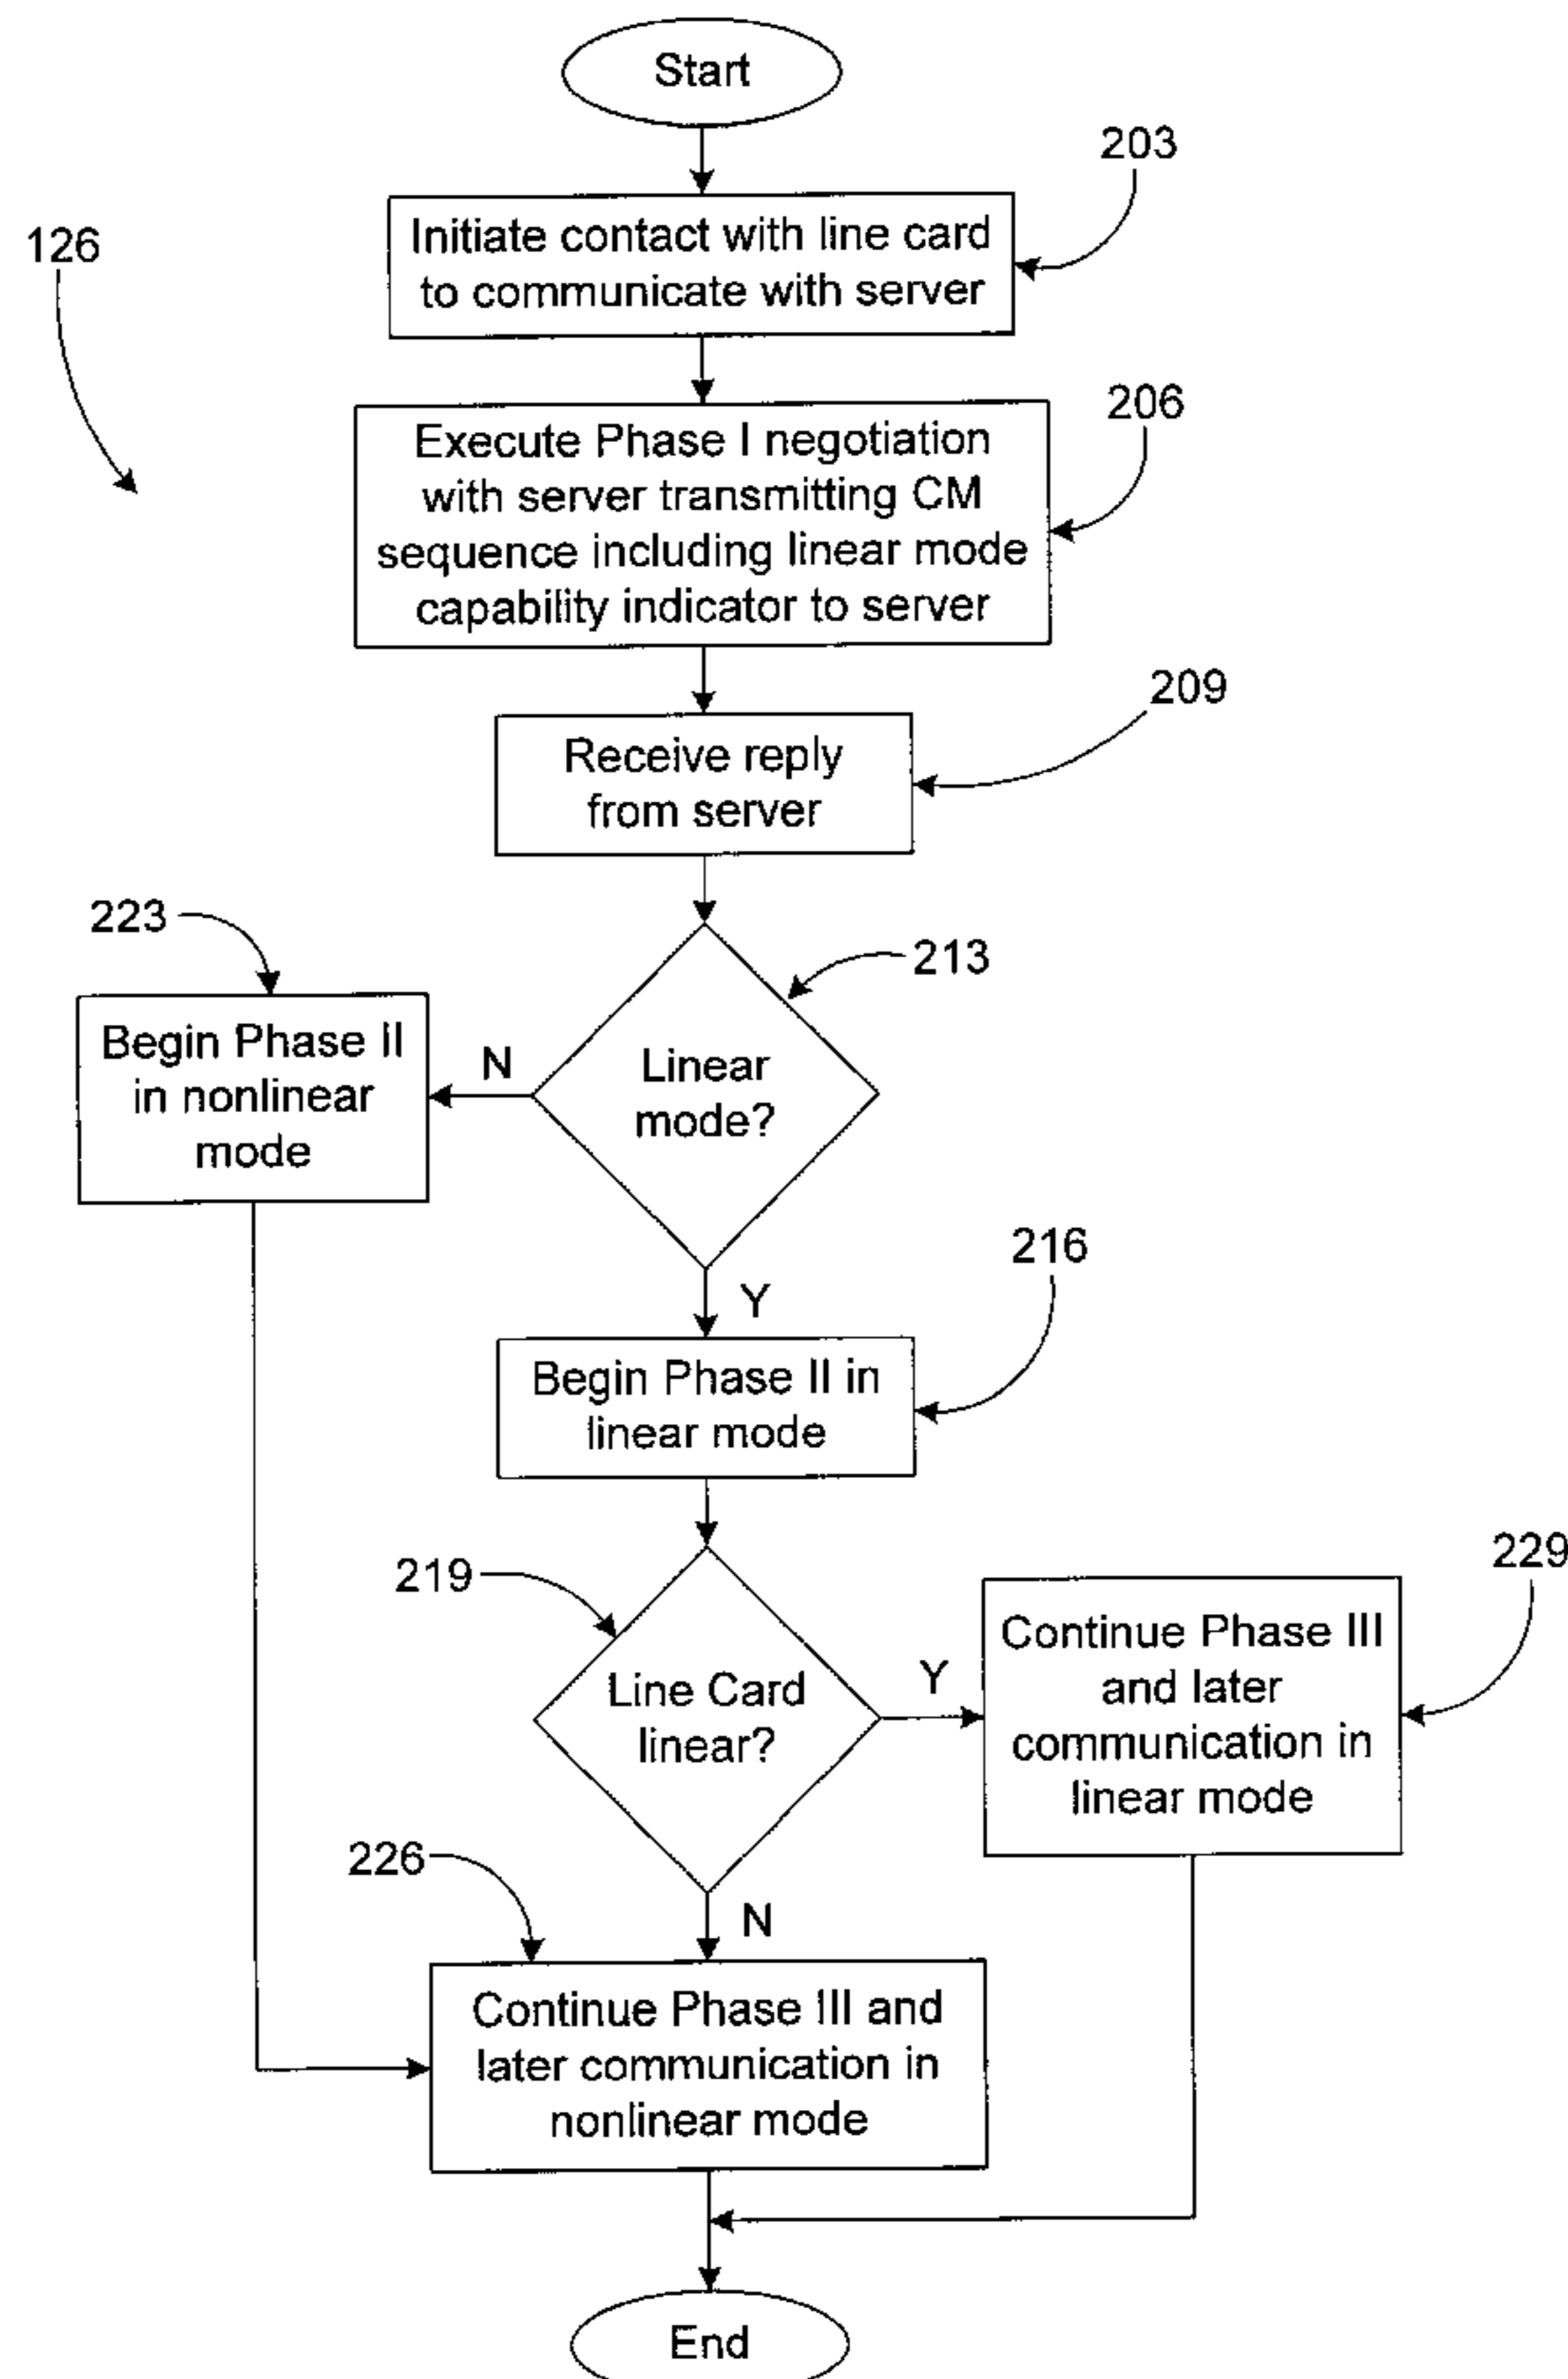 Start
203
Initiate contact with line card
to communicate with server
126
206
Execute Phase I negotiation
with server transmitting CM
sequence including linear mode
capability indicator to server
209
Receive reply
from server
223
213
Begin Phase II
in nonlinear
mode
N
Linear
mode?
216
Y
Begin Phase II in
linear mode
219
229
Line Card
linear?
Y
Continue Phase III
and later
communication in
linear mode
226
N
Continue Phase III and
later communication in
nonlinear mode
End